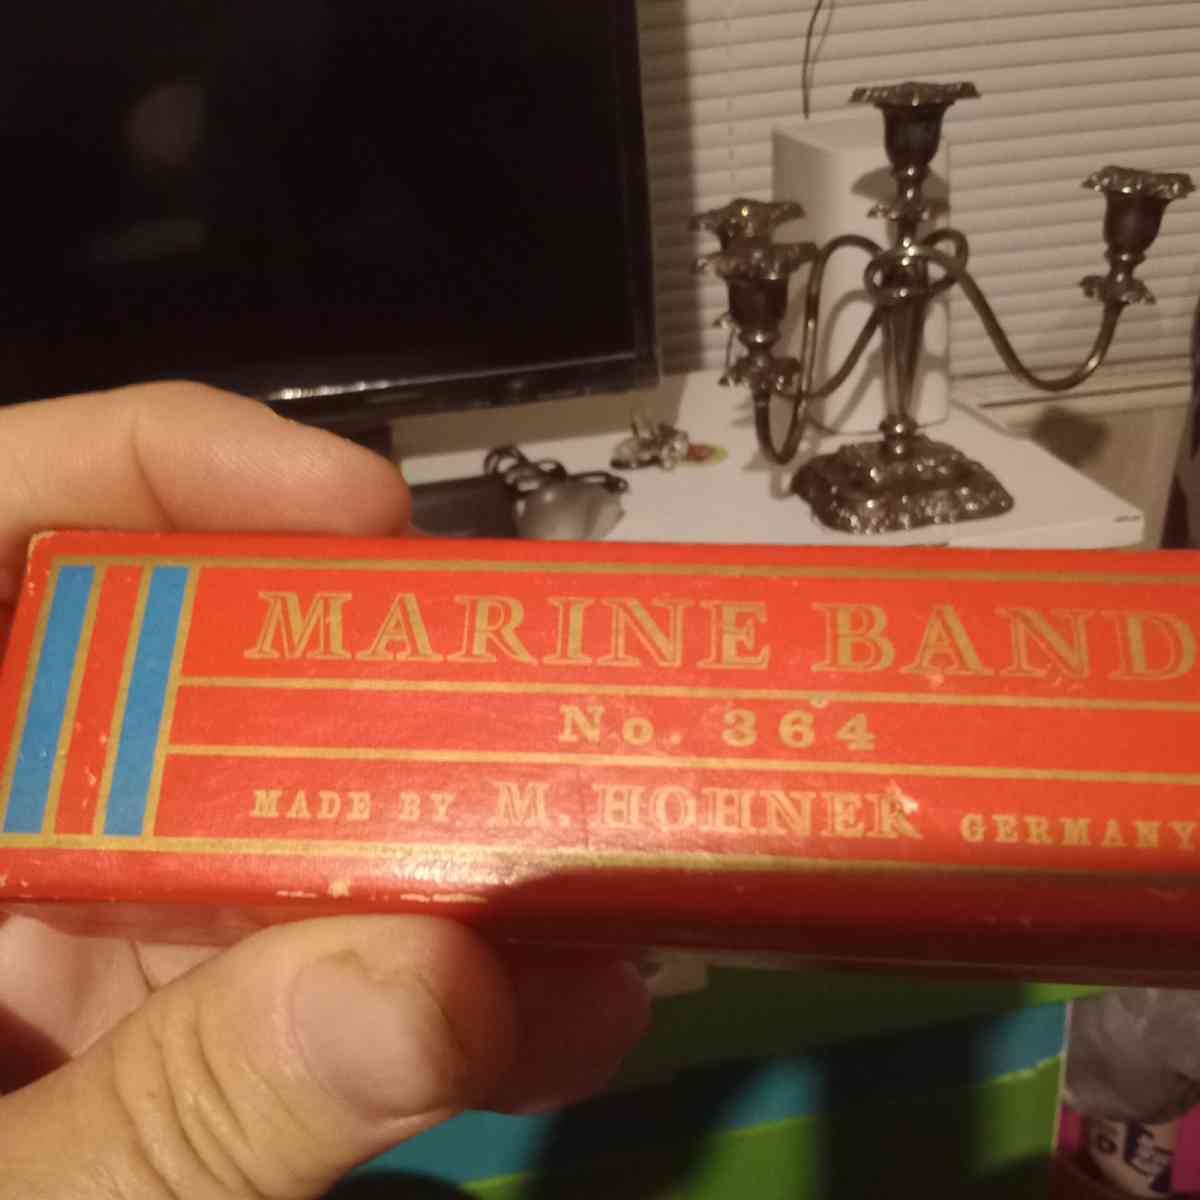 MARINE BAND
No. 364
MADE BY M. HOHNER GERMANY